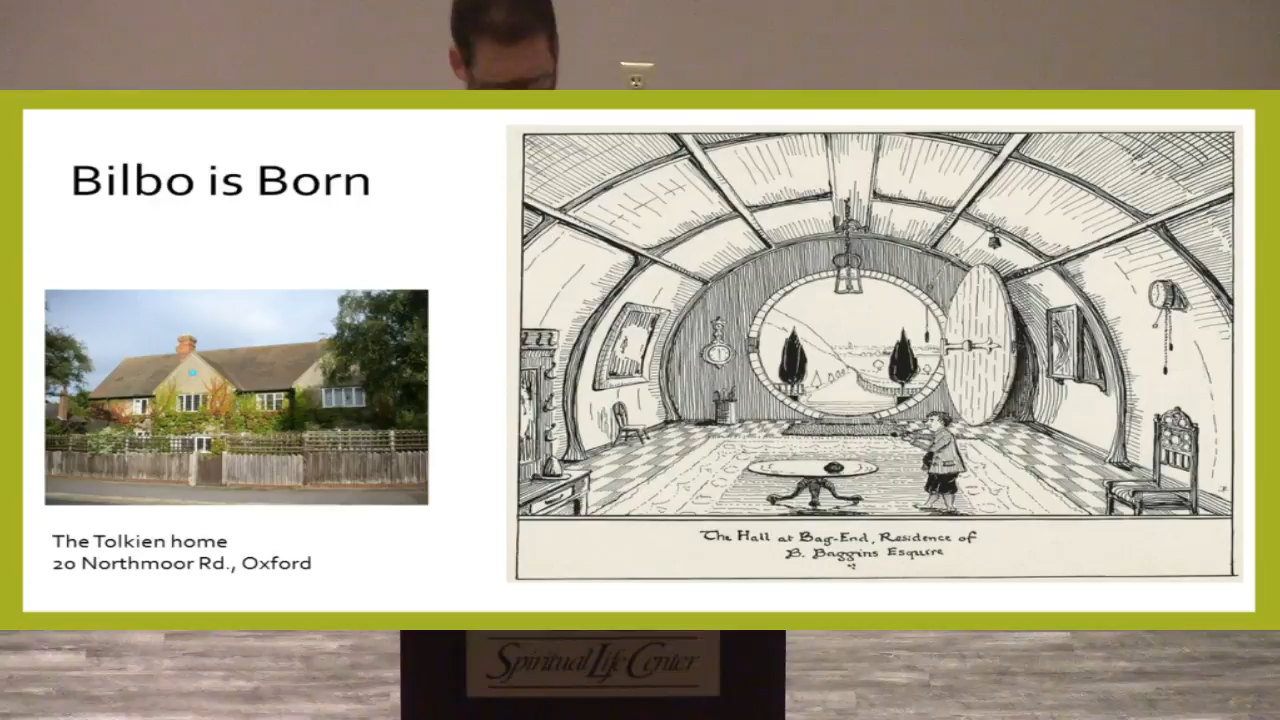 Bilbo is Born
The Tolkien home
20 Northmoor Rd., Oxford
The Hall at Bag-End, Residence of
B. Baggins Esquire
Spiritual Life Center